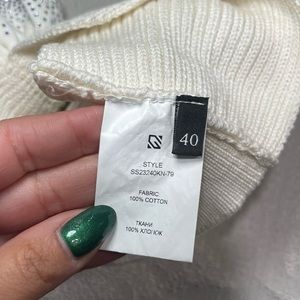 40
STYLE
SS23240KN-79
FABRIC
100% COTTON
ТКАНИ
100% ХЛОПОК